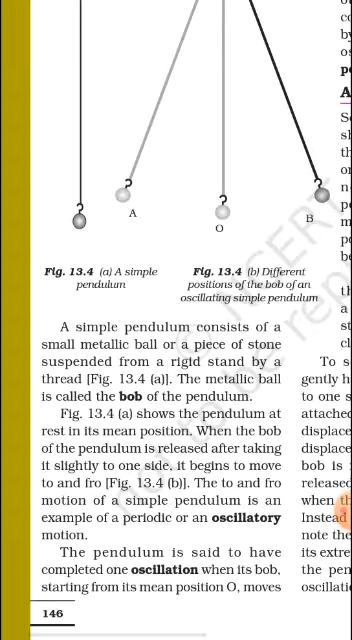 A
O
B
Fig. 13.4 (a) A simple
pendulum
Fig. 13.4 (b) Different
positions of the bob of an
oscillating simple pendulum
A simple pendulum consists of a
small metallic ball or a piece of stone
suspended from a rigid stand by a
thread [Fig. 13.4 (a)]. The metallic ball
is called the bob of the pendulum.
Fig. 13.4 (a) shows the pendulum at
rest in its mean position. When the bob
of the pendulum is released after taking
it slightly to one side, it begins to move
to and fro [Fig. 13.4 (b)]. The to and fro
motion of a simple pendulum is an
example of a periodic or an oscillatory
motion.
The pendulum is said to have
completed one oscillation when its bob,
starting from its mean position O, moves
146
A
To s
gently h
to one s
attache
displace
displace
bob is
release
when th
Instead
note the
its extre
the pen
oscillati
© NCERT